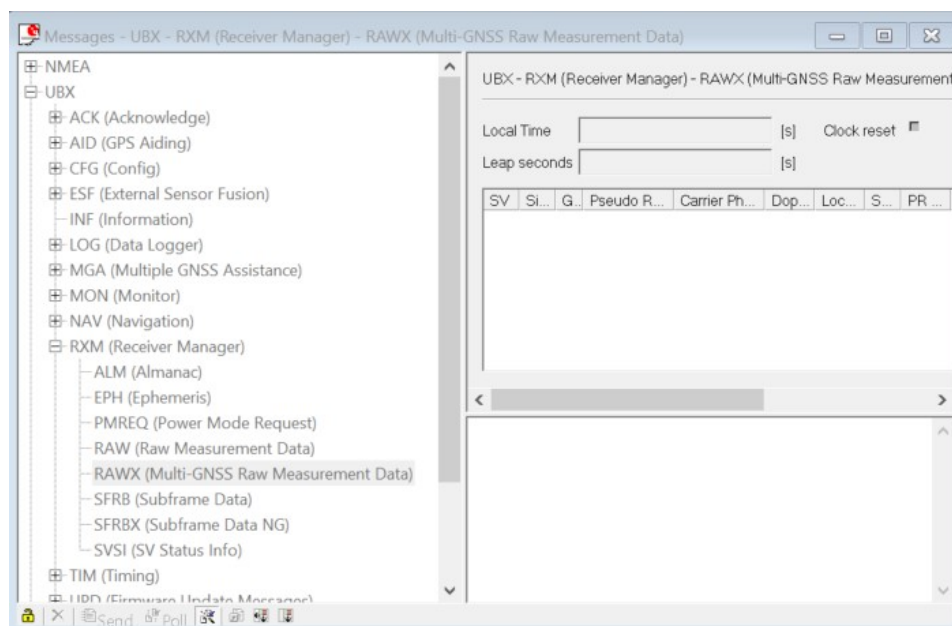 Messages - UBX - RXM (Receiver Manager) - RAWX (Multi-GNSS Raw Measurement Data)
NMEA
UBX
ACK (Acknowledge)
AID (GPS Aiding)
CFG (Config)
ESF (External Sensor Fusion)
INF (Information)
LOG (Data Logger)
MGA (Multiple GNSS Assistance)
MON (Monitor)
NAV (Navigation)
RXM (Receiver Manager)
ALM (Almanac)
EPH (Ephemeris)
PMREQ (Power Mode Request)
RAW (Raw Measurement Data)
RAWX (Multi-GNSS Raw Measurement Data)
SFRB (Subframe Data)
SFRBX (Subframe Data NG)
SVSI (SV Status Info)
TIM (Timing)
UPD (Firmware Update Messages)
UBX - RXM (Receiver Manager) - RAWX (Multi-GNSS Raw Measurement
Local Time [s] Clock reset
Leap seconds [s]
SV Si... G.. Pseudo R... Carrier Ph... Dop... Loc... S... PR ...
Send Poll